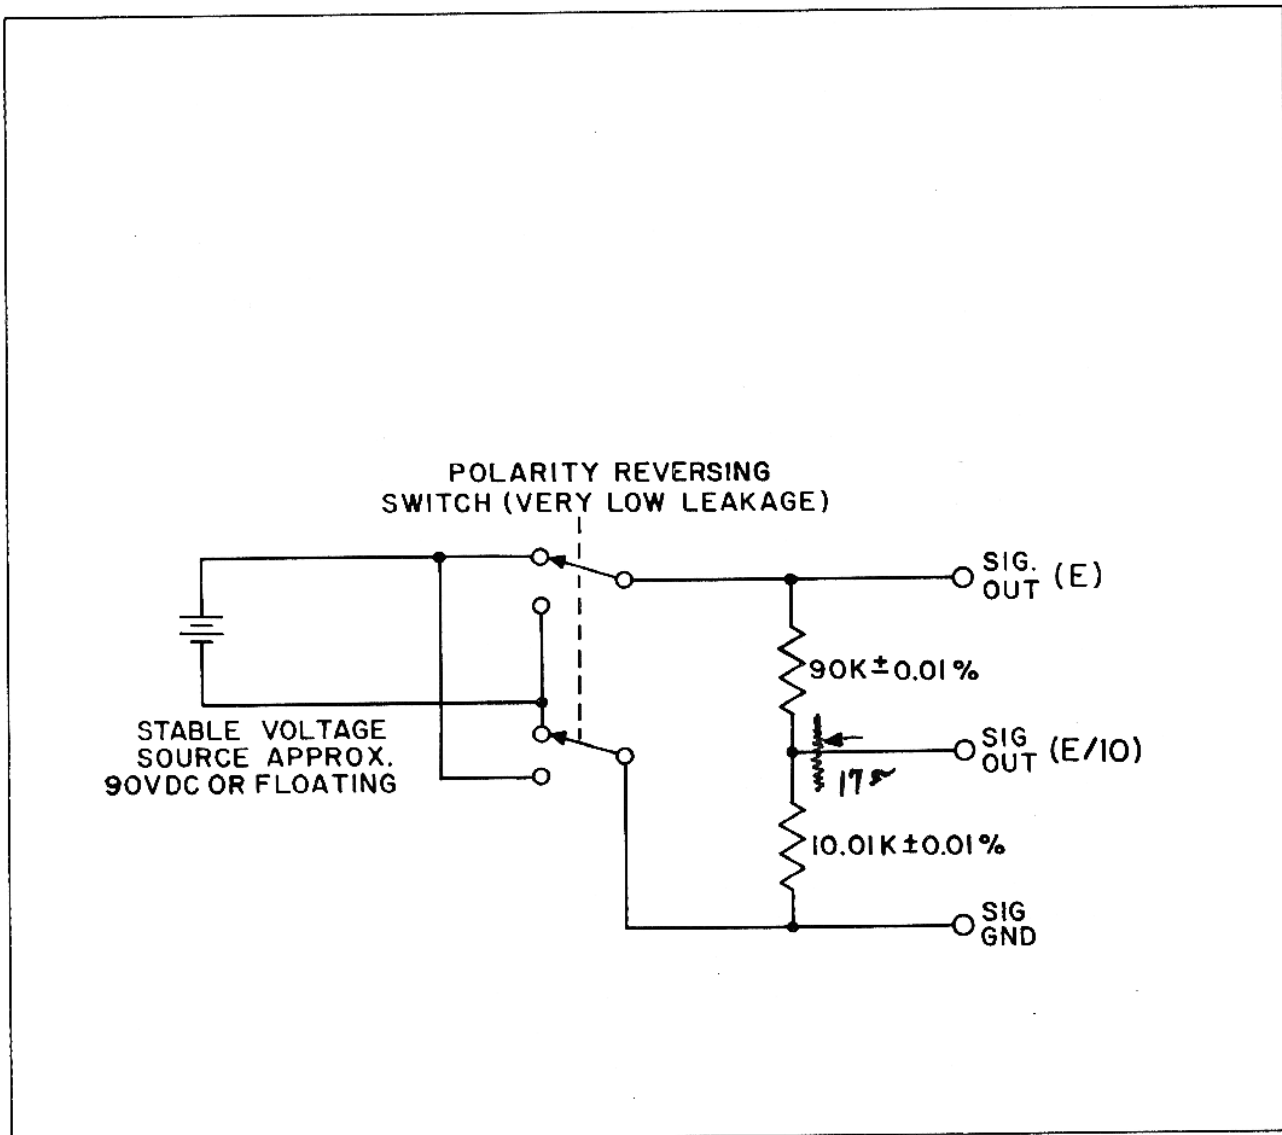 POLARITY REVERSING
SWITCH (VERY LOW LEAKAGE)
SIG.
OUT (E)
90K±0.01%
STABLE VOLTAGE
SOURCE APPROX.
90VDC OR FLOATING
SIG
OUT (E/10)
10.01K±0.01%
SIG
GND